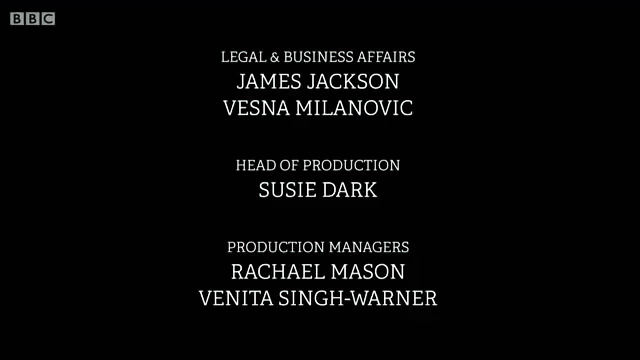 BBC
LEGAL & BUSINESS AFFAIRS
JAMES JACKSON
VESNA MILANOVIC
HEAD OF PRODUCTION
SUSIE DARK
PRODUCTION MANAGERS
RACHAEL MASON
VENITA SINGH-WARNER